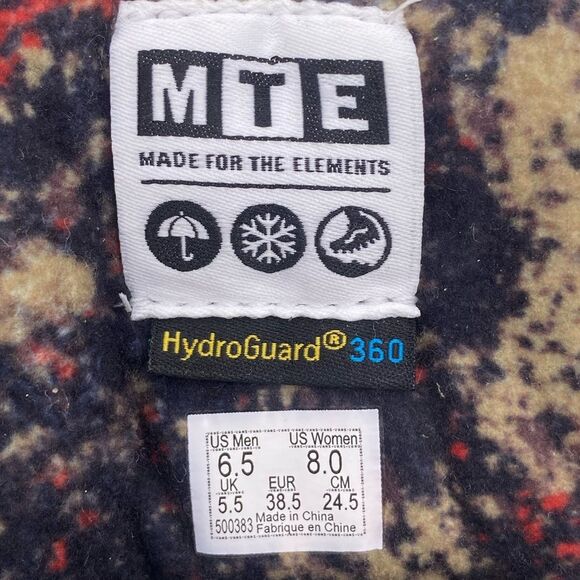 MTE
MADE FOR THE ELEMENTS
HydroGuard® 360
US Men US Women
6.5 8.0
UK EUR CM
5.5 38.5 24.5
500383 Made in China
Fabrique en Chine